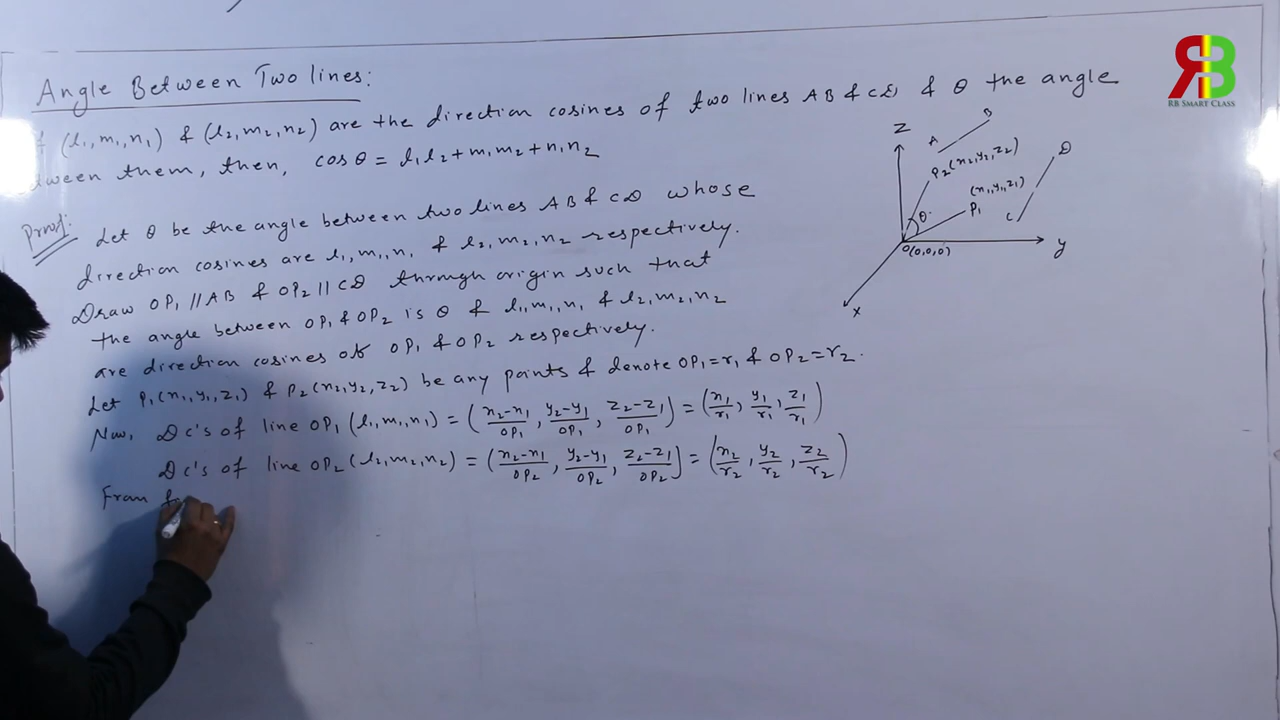 Angle Between Two lines:
(l₁,m₁,n₁) & (l₂,m₂,n₂) are the direction cosines of two lines AB & CD & θ the angle
them, then, cosθ = l₁l₂+m₁m₂+n₁n₂
Proof:
Let θ be the angle between two lines AB & CD whose
direction cosines are l₁,m₁,n₁ & l₂,m₂,n₂ respectively.
Draw OP₁//AB & OP₂//CD through origin such that
the angle between OP₁ & OP₂ is θ & l₁,m₁,n₁ & l₂,m₂,n₂
are direction cosines of OP₁ & OP₂ respectively.
Let P₁(x₁,y₁,z₁) & P₂(x₂,y₂,z₂) be any points & denote OP₁=r₁ & OP₂=r₂.
Now, Dc's of line OP₁(l₁,m₁,n₁) = ((x₂-x₁)/OP₁, (y₂-y₁)/OP₁, (z₂-z₁)/OP₁) = (x₁/r₁, y₁/r₁, z₁/r₁)
Dc's of line OP₂(l₂,m₂,n₂) = ((x₂-x₁)/OP₂, (y₂-y₁)/OP₂, (z₂-z₁)/OP₂) = (x₂/r₂, y₂/r₂, z₂/r₂)
From
Z
A
B
P₂(x₂,y₂,z₂)
D
(x₁,y₁,z₁)
P₁
θ
C
O(0,0,0)
y
x
RB
RB SMART CLASS